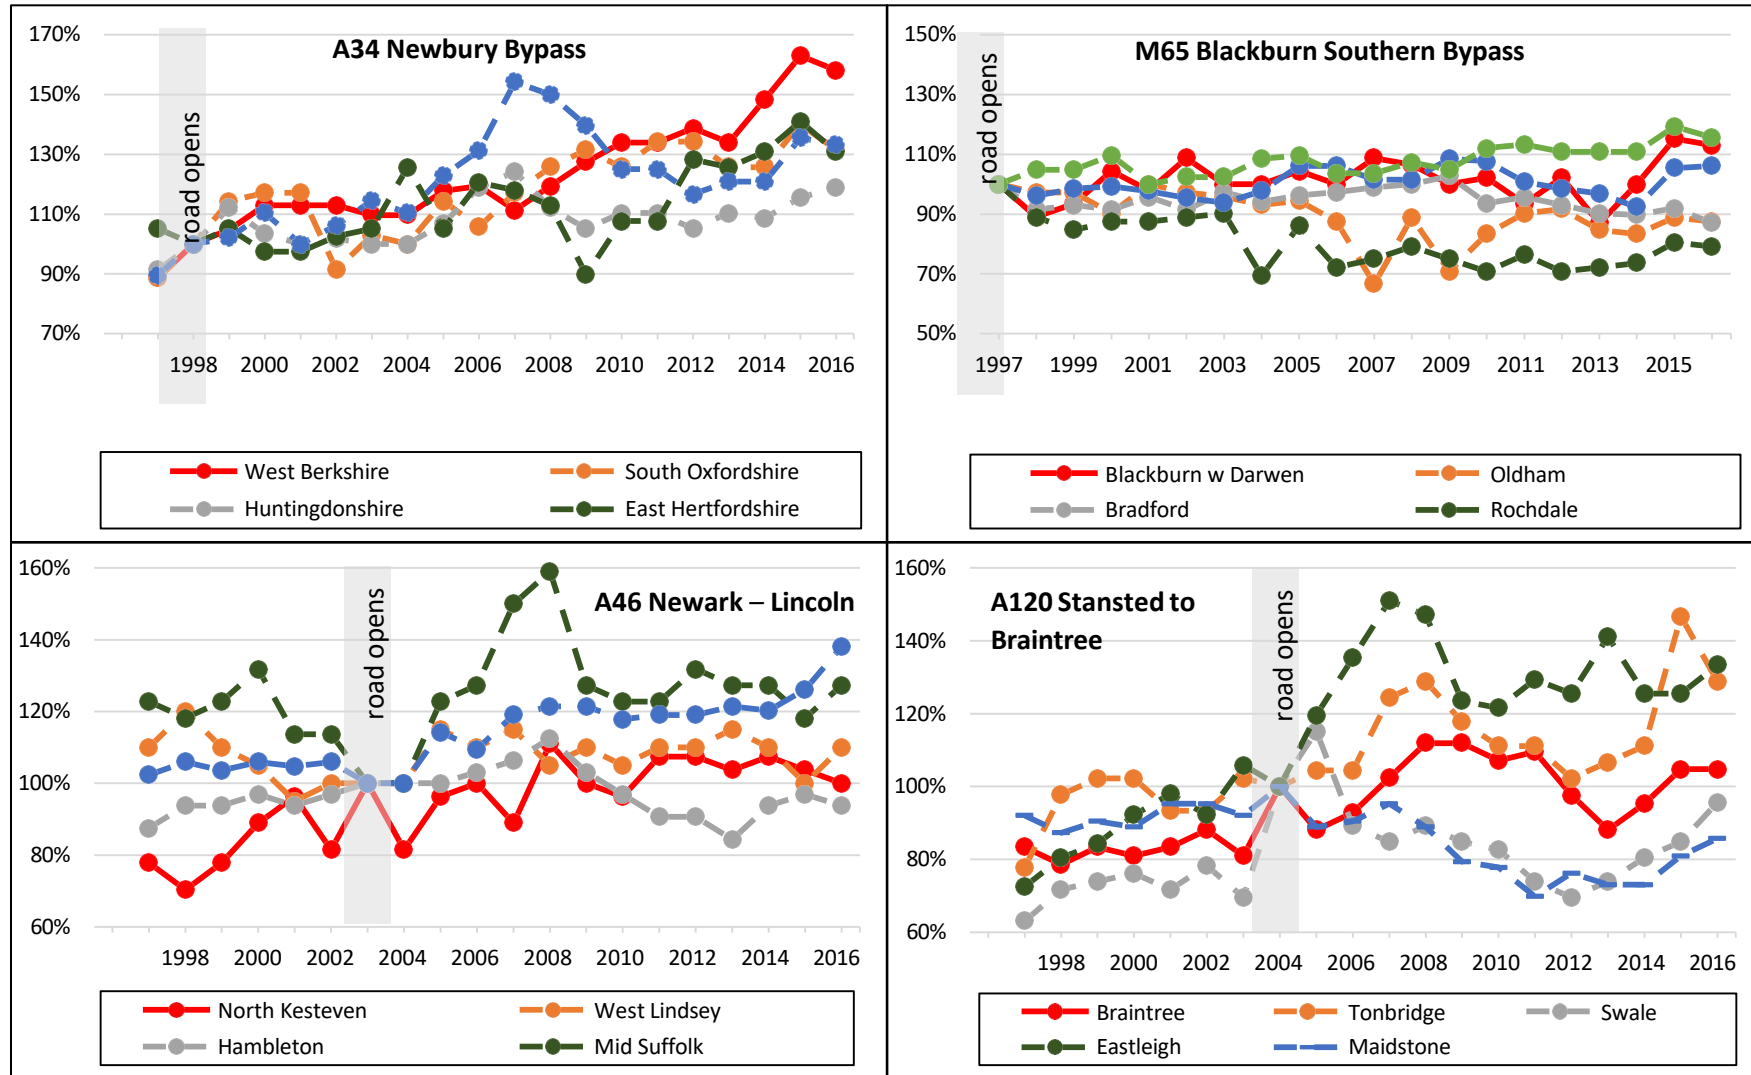 A34 Newbury Bypass
170%
150%
130%
110%
90%
70%
road opens
1998 2000 2002 2004 2006 2008 2010 2012 2014 2016
West Berkshire South Oxfordshire
Huntingdonshire East Hertfordshire
M65 Blackburn Southern Bypass
150%
130%
110%
90%
70%
50%
road opens
1997 1999 2001 2003 2005 2007 2009 2011 2013 2015
Blackburn w Darwen Oldham
Bradford Rochdale
A46 Newark – Lincoln
160%
140%
120%
100%
80%
60%
road opens
1998 2000 2002 2004 2006 2008 2010 2012 2014 2016
North Kesteven West Lindsey
Hambleton Mid Suffolk
A120 Stansted to
Braintree
160%
140%
120%
100%
80%
60%
road opens
1998 2000 2002 2004 2006 2008 2010 2012 2014 2016
Braintree Tonbridge Swale
Eastleigh Maidstone